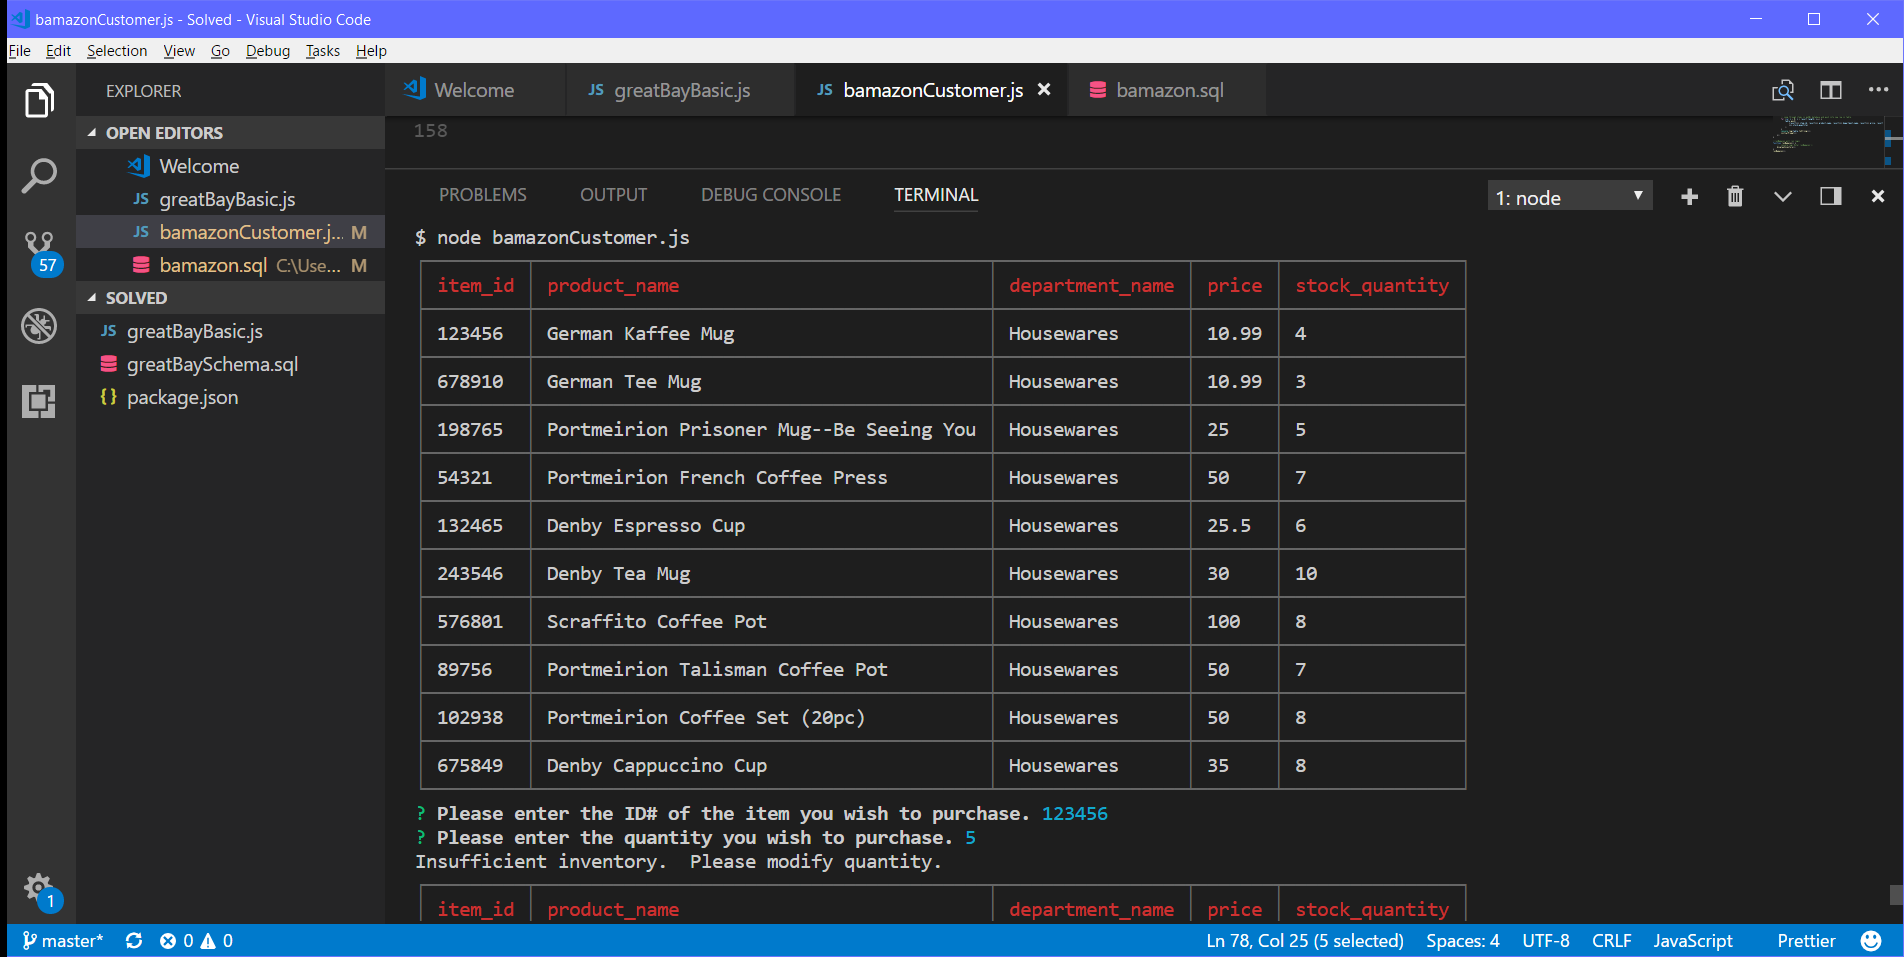 bamazonCustomer.js - Solved - Visual Studio Code
File Edit Selection View Go Debug Tasks Help
EXPLORER
OPEN EDITORS
Welcome
JS greatBayBasic.js
JS bamazonCustomer.j... M
bamazon.sql C:\Use... M
SOLVED
JS greatBayBasic.js
greatBaySchema.sql
{} package.json
57
1
Welcome JS greatBayBasic.js JS bamazonCustomer.js bamazon.sql
158
PROBLEMS OUTPUT DEBUG CONSOLE TERMINAL 1: node
$ node bamazonCustomer.js
item_id product_name department_name price stock_quantity
123456 German Kaffee Mug Housewares 10.99 4
678910 German Tee Mug Housewares 10.99 3
198765 Portmeirion Prisoner Mug--Be Seeing You Housewares 25 5
54321 Portmeirion French Coffee Press Housewares 50 7
132465 Denby Espresso Cup Housewares 25.5 6
243546 Denby Tea Mug Housewares 30 10
576801 Scraffito Coffee Pot Housewares 100 8
89756 Portmeirion Talisman Coffee Pot Housewares 50 7
102938 Portmeirion Coffee Set (20pc) Housewares 50 8
675849 Denby Cappuccino Cup Housewares 35 8
? Please enter the ID# of the item you wish to purchase. 123456
? Please enter the quantity you wish to purchase. 5
Insufficient inventory.  Please modify quantity.
item_id product_name department_name price stock_quantity
master* 0 0 Ln 78, Col 25 (5 selected) Spaces: 4 UTF-8 CRLF JavaScript Prettier